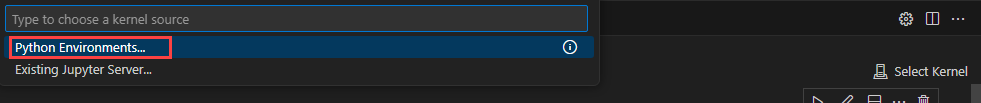 Type to choose a kernel source
Python Environments...
Existing Jupyter Server...
Select Kernel